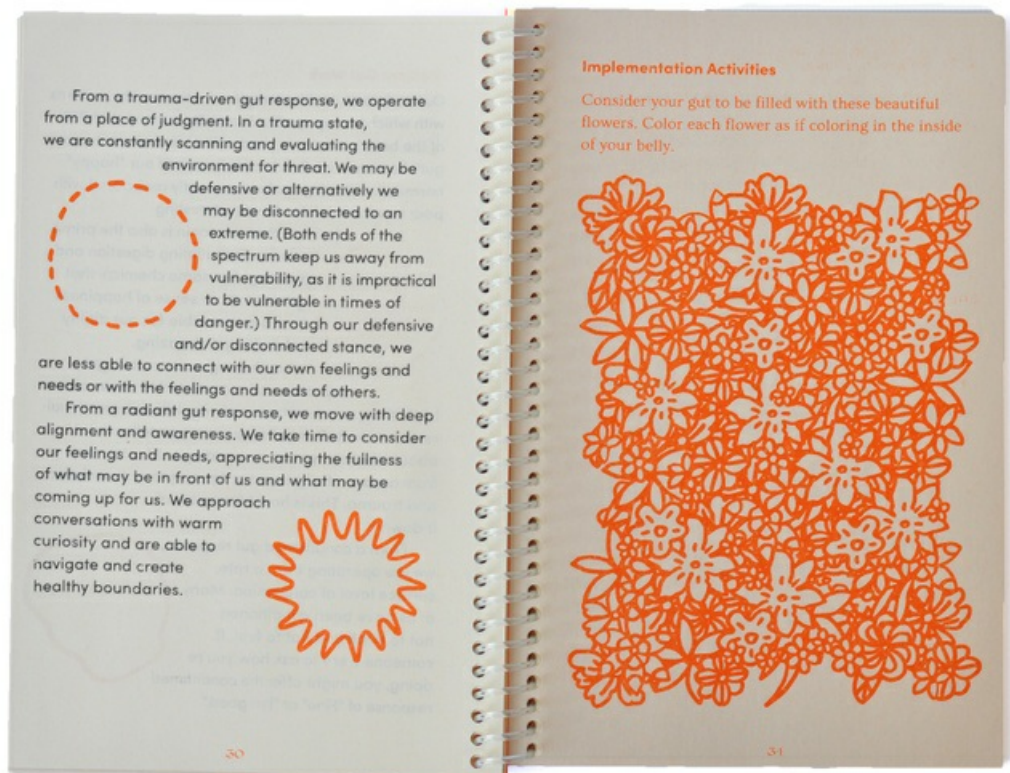 From a trauma-driven gut response, we operate
from a place of judgment. In a trauma state,
we are constantly scanning and evaluating the
environment for threat. We may be
defensive or alternatively we
may be disconnected to an
extreme. (Both ends of the
spectrum keep us away from
vulnerability, as it is impractical
to be vulnerable in times of
danger.) Through our defensive
and/or disconnected stance, we
are less able to connect with our own feelings and
needs or with the feelings and needs of others.
From a radiant gut response, we move with deep
alignment and awareness. We take time to consider
our feelings and needs, appreciating the fullness
of what may be in front of us and what may be
coming up for us. We approach
conversations with warm
curiosity and are able to
navigate and create
healthy boundaries.
30
Implementation Activities
Consider your gut to be filled with these beautiful
flowers. Color each flower as if coloring in the inside
of your belly.
31